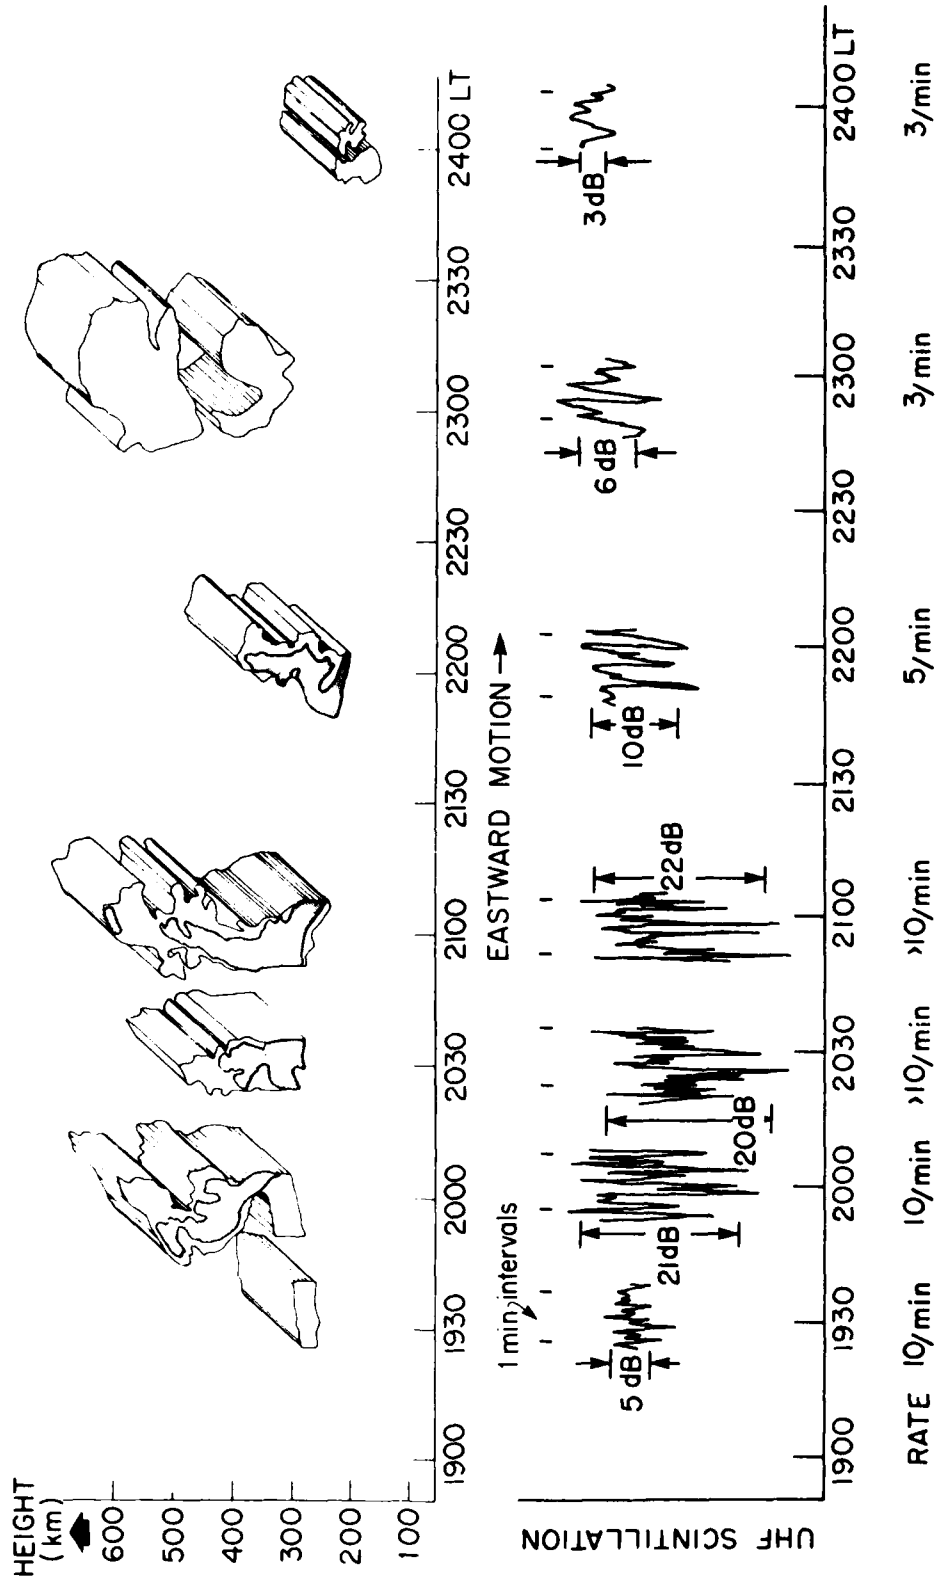 HEIGHT
(km)
600
500
400
300
200
100
1900 1930 2000 2030 2100 2130 2200 2230 2300 2330 2400 LT
EASTWARD MOTION
UHF SCINTILLATION
1 min, intervals
5 dB
21dB
20dB
22dB
10dB
6dB
3dB
1900 1930 2000 2030 2100 2130 2200 2230 2300 2330 2400 LT
RATE 10/min 10/min >10/min >10/min 5/min 3/min 3/min